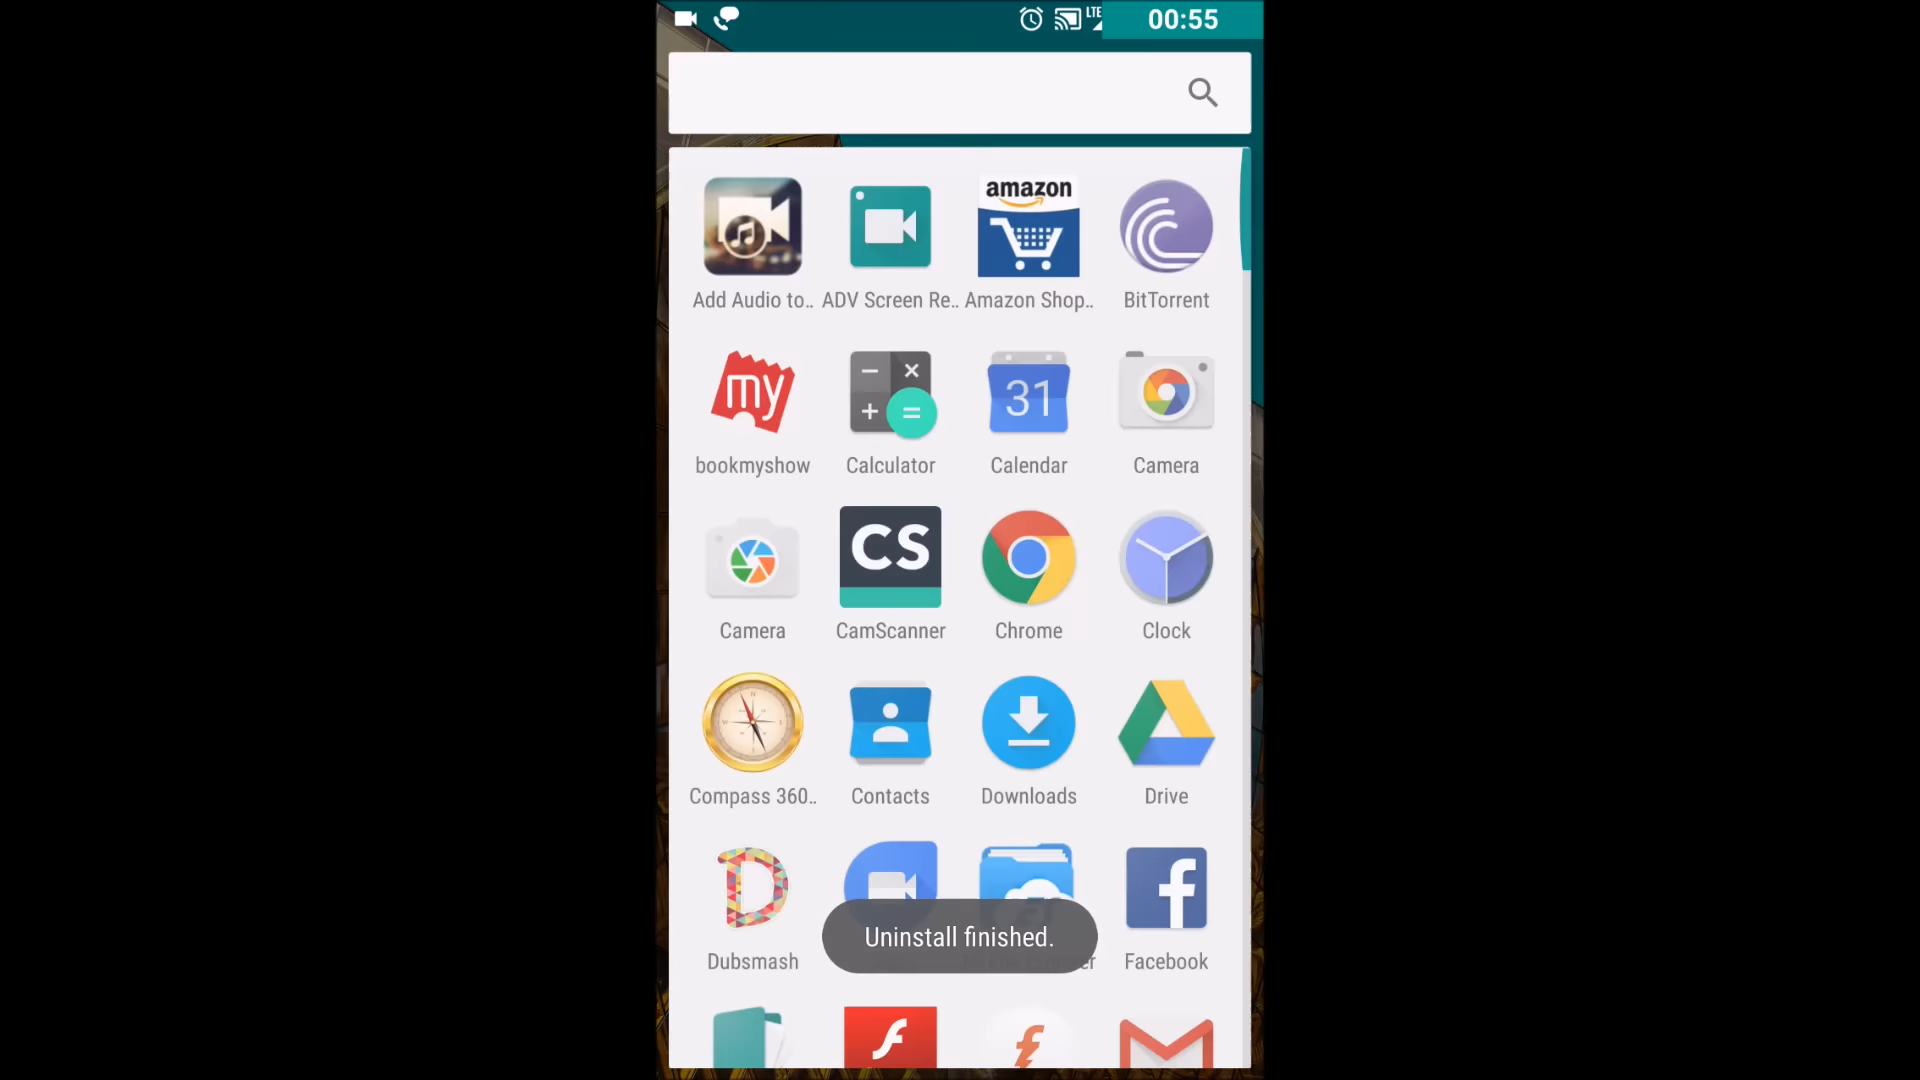 LTE
00:55
amazon
Add Audio to..
ADV Screen Re..
Amazon Shop..
BitTorrent
my
31
bookmyshow
Calculator
Calendar
Camera
CS
Camera
CamScanner
Chrome
Clock
Compass 360..
Contacts
Downloads
Drive
Uninstall finished.
Dubsmash
Facebook